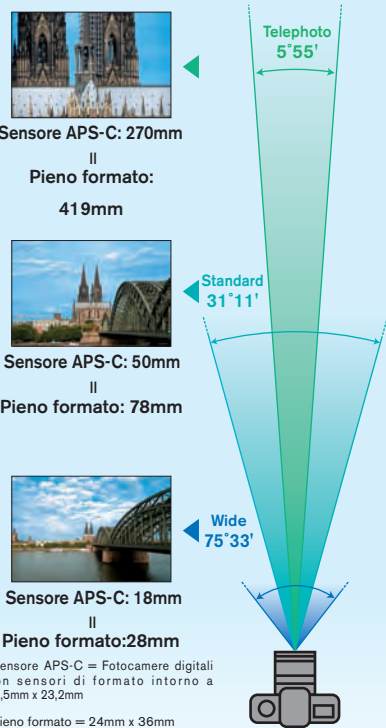 Telephoto
5°55'
Sensore APS-C: 270mm
=
Pieno formato:
419mm
Standard
31°11'
Sensore APS-C: 50mm
=
Pieno formato: 78mm
Wide
75°33'
Sensore APS-C: 18mm
=
Pieno formato:28mm
Sensore APS-C = Fotocamere digitali
sensori di formato intorno a
5mm x 23,2mm
Pieno formato = 24mm x 36mm